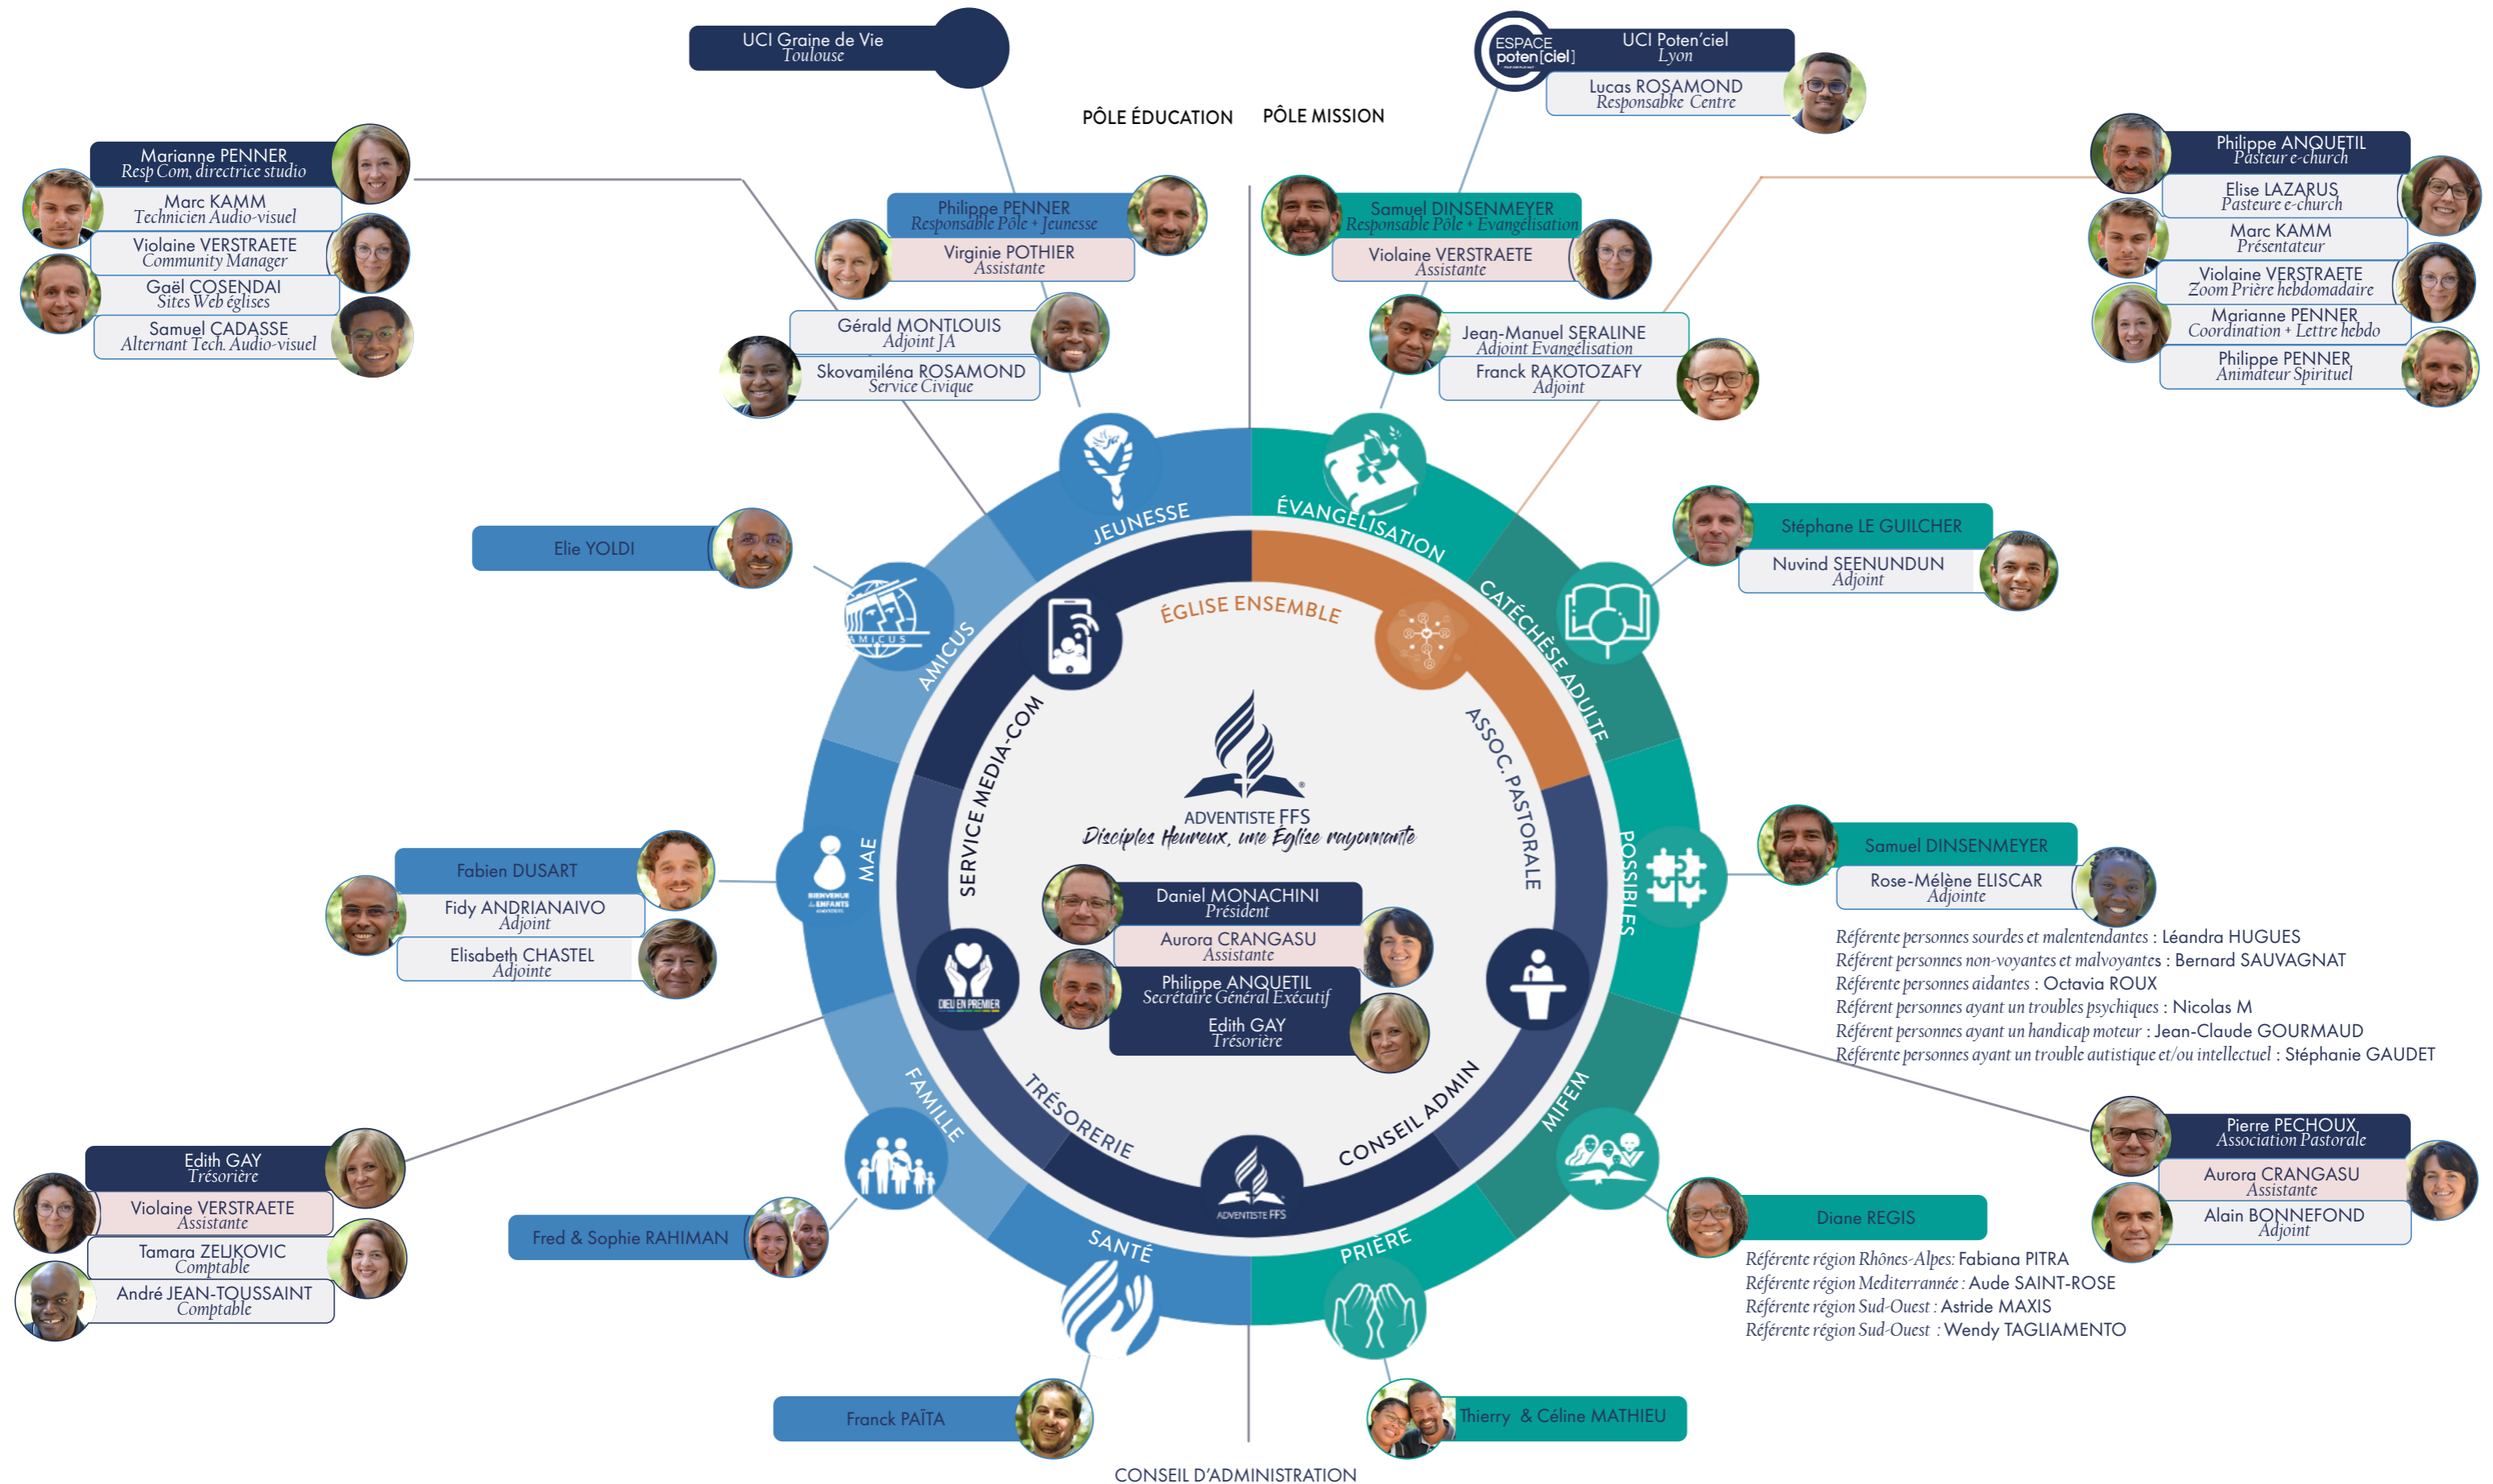 UCI Graine de Vie
Toulouse
ESPACE
poten[ciel]
UCI Poten'ciel
Lyon
Lucas ROSAMOND
Responsabke Centre
PÔLE ÉDUCATION
PÔLE MISSION
Marianne PENNER
Resp Com, directrice studio
Marc KAMM
Technicien Audio-visuel
Violaine VERSTRAETE
Community Manager
Gaël COSENDAI
Sites Web églises
Samuel CADASSE
Alternant Tech. Audio-visuel
Philippe PENNER
Responsable Pôle + Jeunesse
Virginie POTHIER
Assistante
Gérald MONTLOUIS
Adjoint JA
Skovamiléna ROSAMOND
Service Civique
Samuel DINSENMEYER
Responsable Pôle + Evangélisation
Violaine VERSTRAETE
Assistante
Jean-Manuel SERALINE
Adjoint Evangélisation
Franck RAKOTOZAFY
Adjoint
Philippe ANQUETIL
Pasteur e-church
Elise LAZARUS
Pasteure e-church
Marc KAMM
Présentateur
Violaine VERSTRAETE
Zoom Prière hebdomadaire
Marianne PENNER
Coordination + Lettre hebdo
Philippe PENNER
Animateur Spirituel
Elie YOLDI
Stéphane LE GUILCHER
Nuvind SEENUNDUN
Adjoint
JEUNESSE
ÉVANGÉLISATION
AMICUS
AMICUS
CATÉCHÈSE ADULTE
ÉGLISE ENSEMBLE
SERVICE MEDIA-COM
ASSOC. PASTORALE
ADVENTISTE FFS
Disciples Heureux, une Église rayonnante
Daniel MONACHINI
Président
Aurora CRANGASU
Assistante
Philippe ANQUETIL
Secrétaire Général Exécutif
Edith GAY
Trésorière
MAE
BIENVENUE
ENFANTS
DIEU EN PREMIER
POSSIBLES
Fabien DUSART
Fidy ANDRIANAIVO
Adjoint
Elisabeth CHASTEL
Adjointe
Samuel DINSENMEYER
Rose-Mélène ELISCAR
Adjointe
Référente personnes sourdes et malentendantes : Léandra HUGUES
Référent personnes non-voyantes et malvoyantes : Bernard SAUVAGNAT
Référente personnes aidantes : Octavia ROUX
Référent personnes ayant un troubles psychiques : Nicolas M
Référent personnes ayant un handicap moteur : Jean-Claude GOURMAUD
Référente personnes ayant un trouble autistique et/ou intellectuel : Stéphanie GAUDET
FAMILLE
TRÉSORERIE
CONSEIL ADMIN
MIFEM
ADVENTISTE FFS
SANTÉ
PRIÈRE
Edith GAY
Trésorière
Violaine VERSTRAETE
Assistante
Tamara ZELJKOVIC
Comptable
André JEAN-TOUSSAINT
Comptable
Fred & Sophie RAHIMAN
Pierre PECHOUX
Association Pastorale
Aurora CRANGASU
Assistante
Alain BONNEFOND
Adjoint
Diane REGIS
Référente région Rhônes-Alpes: Fabiana PITRA
Référente région Mediterrannée : Aude SAINT-ROSE
Référente région Sud-Ouest : Astride MAXIS
Référente région Sud-Ouest : Wendy TAGLIAMENTO
Franck PAÏTA
Thierry & Céline MATHIEU
CONSEIL D'ADMINISTRATION